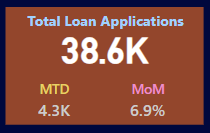 Total Loan Applications
38.6K
MTD MoM
4.3K 6.9%